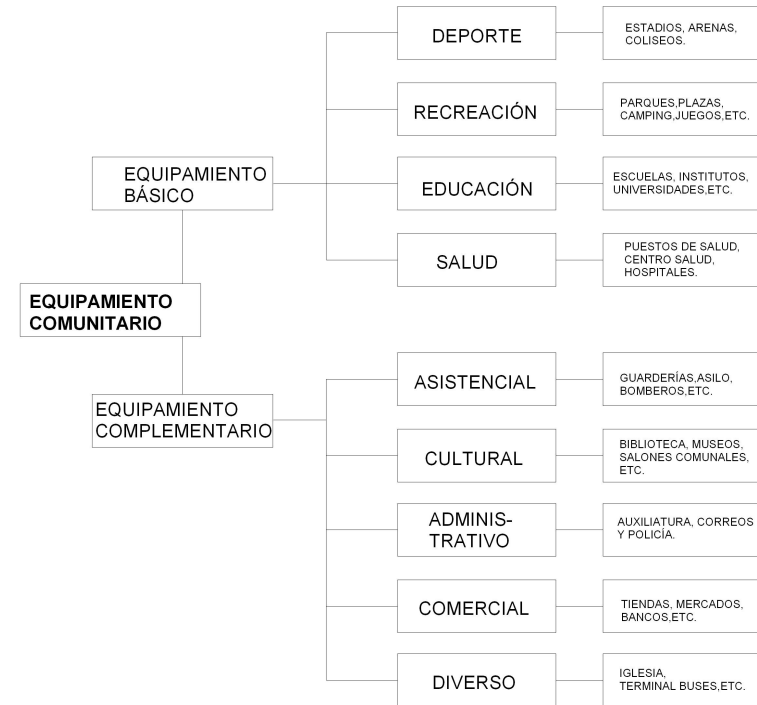 DEPORTE
ESTADIOS, ARENAS,
COLISEOS.
RECREACIÓN
PARQUES,PLAZAS,
CAMPING,JUEGOS,ETC.
EQUIPAMIENTO
BÁSICO
EDUCACIÓN
ESCUELAS, INSTITUTOS,
UNIVERSIDADES,ETC.
SALUD
PUESTOS DE SALUD,
CENTRO SALUD,
HOSPITALES.
EQUIPAMIENTO
COMUNITARIO
EQUIPAMIENTO
COMPLEMENTARIO
ASISTENCIAL
GUARDERÍAS,ASILO,
BOMBEROS,ETC.
CULTURAL
BIBLIOTECA, MUSEOS,
SALONES COMUNALES,
ETC.
ADMINIS-
TRATIVO
AUXILIATURA, CORREOS
Y POLICÍA.
COMERCIAL
TIENDAS, MERCADOS,
BANCOS,ETC.
DIVERSO
IGLESIA,
TERMINAL BUSES,ETC.